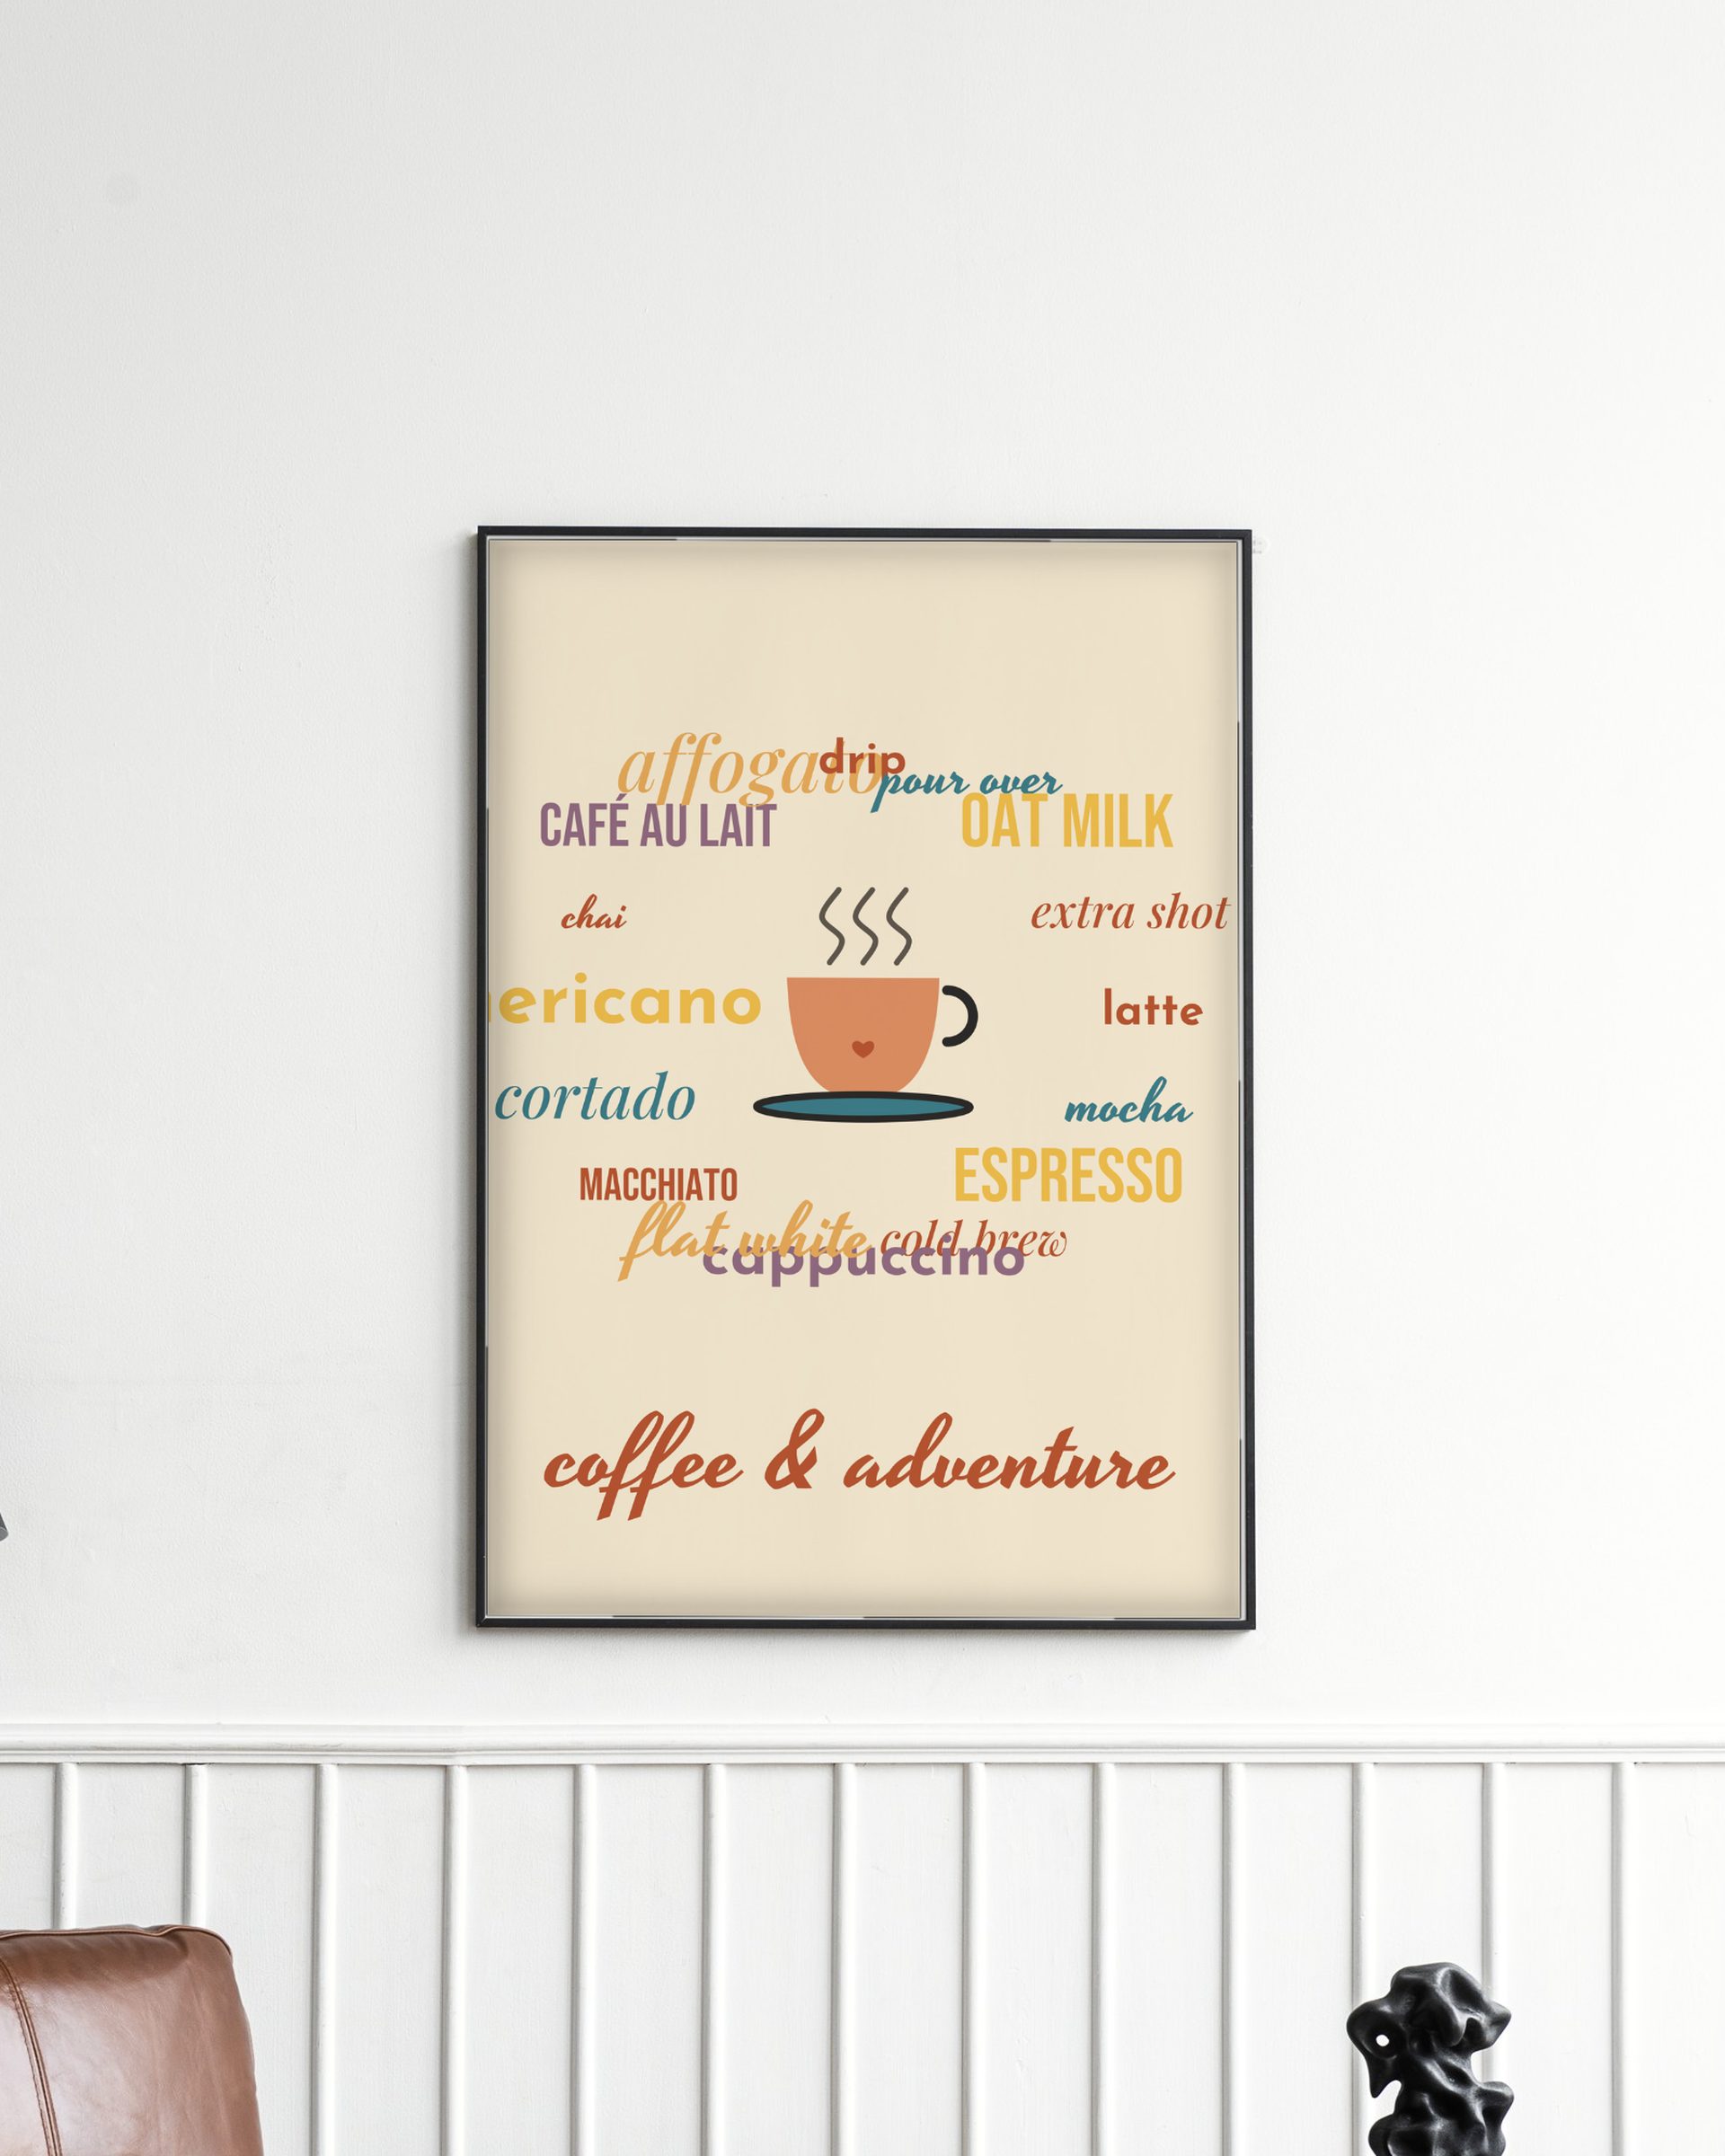 affogato
drip
pour over
CAFÉ AU LAIT
OAT MILK
chai
extra shot
ericano
latte
cortado
mocha
MACCHIATO
ESPRESSO
flat white
cold brew
cappuccino
coffee & adventure